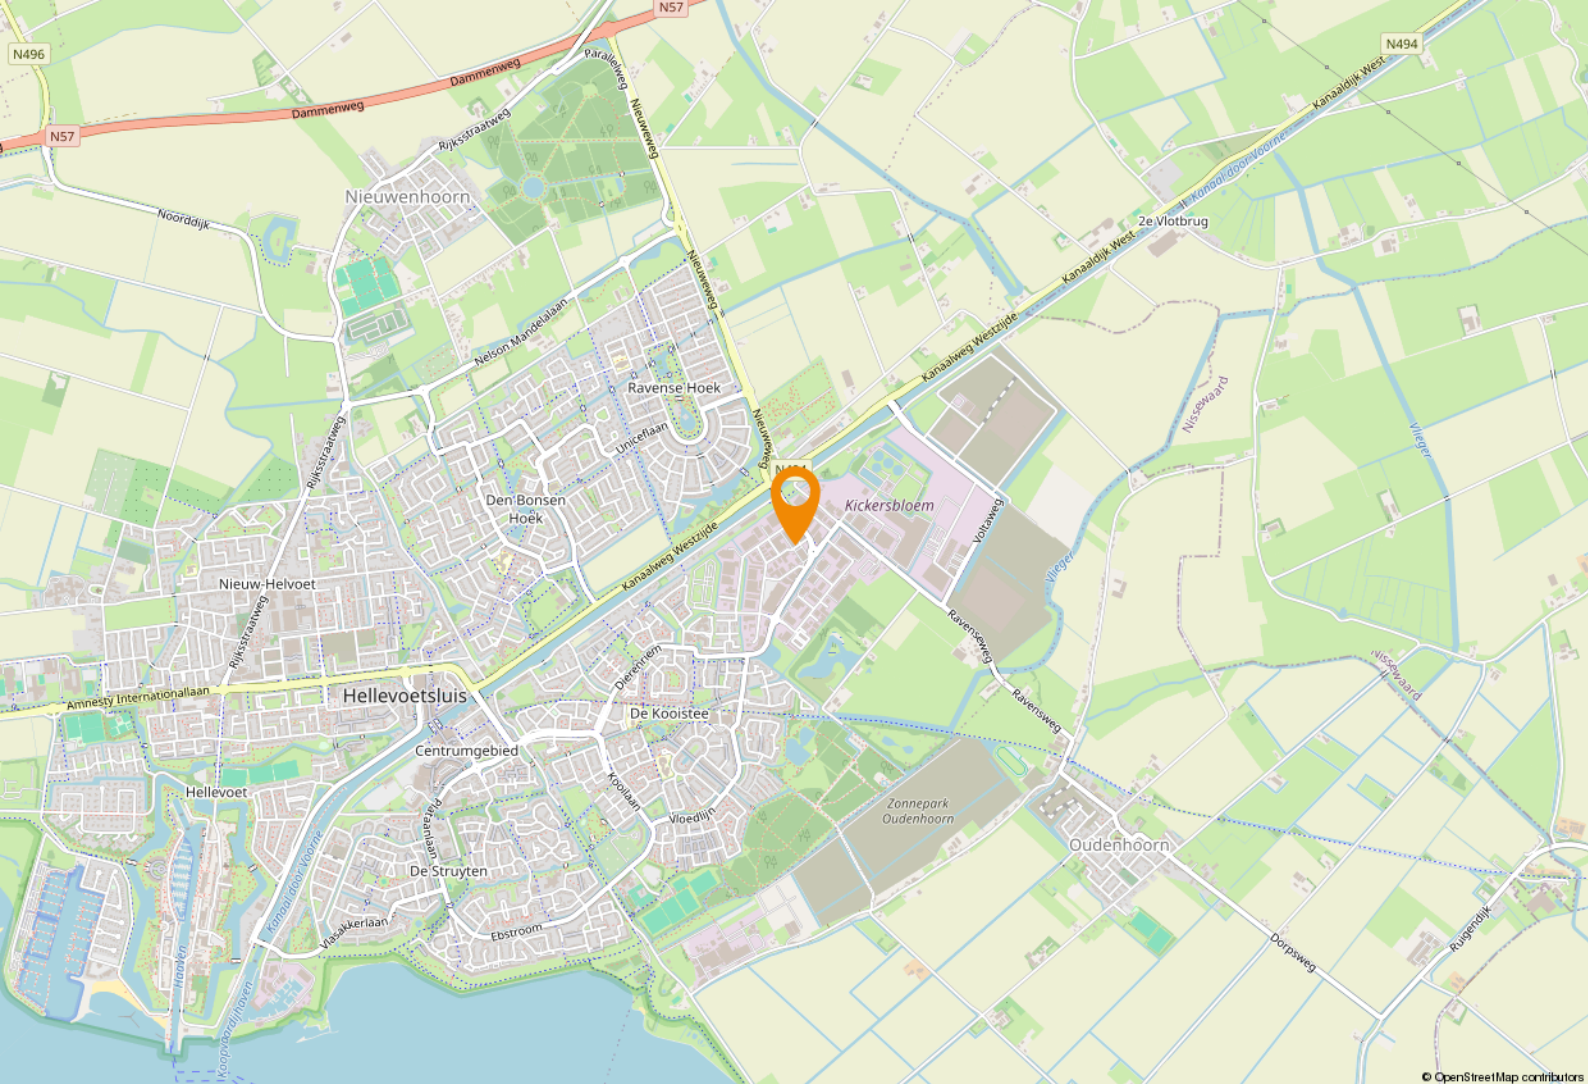 N57
N496
N494
Parallelweg
Dammenweg
Kanaaldijk West
Dammenweg
Nieuweweg
N57
Rijksstraatweg
Kanaal door Voorne
Nieuwenhoorn
Noorddijk
2e Vlotbrug
Kanaaldijk West
Nieuweweg
Nelson Mandelalaan
Kanaalweg Westzijde
Ravense Hoek
Nissewaard
Nieuweweg
Uniceflaan
Vlieger
Rijksstraatweg
Den Bonsen
Hoek
Kickersbloem
Voltaweg
Kanaalweg Westzijde
Vlieger
Nieuw-Helvoet
Rijksstraatweg
Ravenseweg
Dierenriem
Nissewaard
Amnesty Internationallaan
Hellevoetsluis
De Kooistee
Ravensweg
Centrumgebied
Hellevoet
Kooilaan
Zonnepark
Oudenhoorn
Vloedlijn
Plataanlaan
Oudenhoorn
Kanaal door Voorne
De Struyten
Vlasakkerlaan
Ebstroom
Ruigendijk
Haaven
Dorpsweg
Koopvaardijhaven
© OpenStreetMap contributors